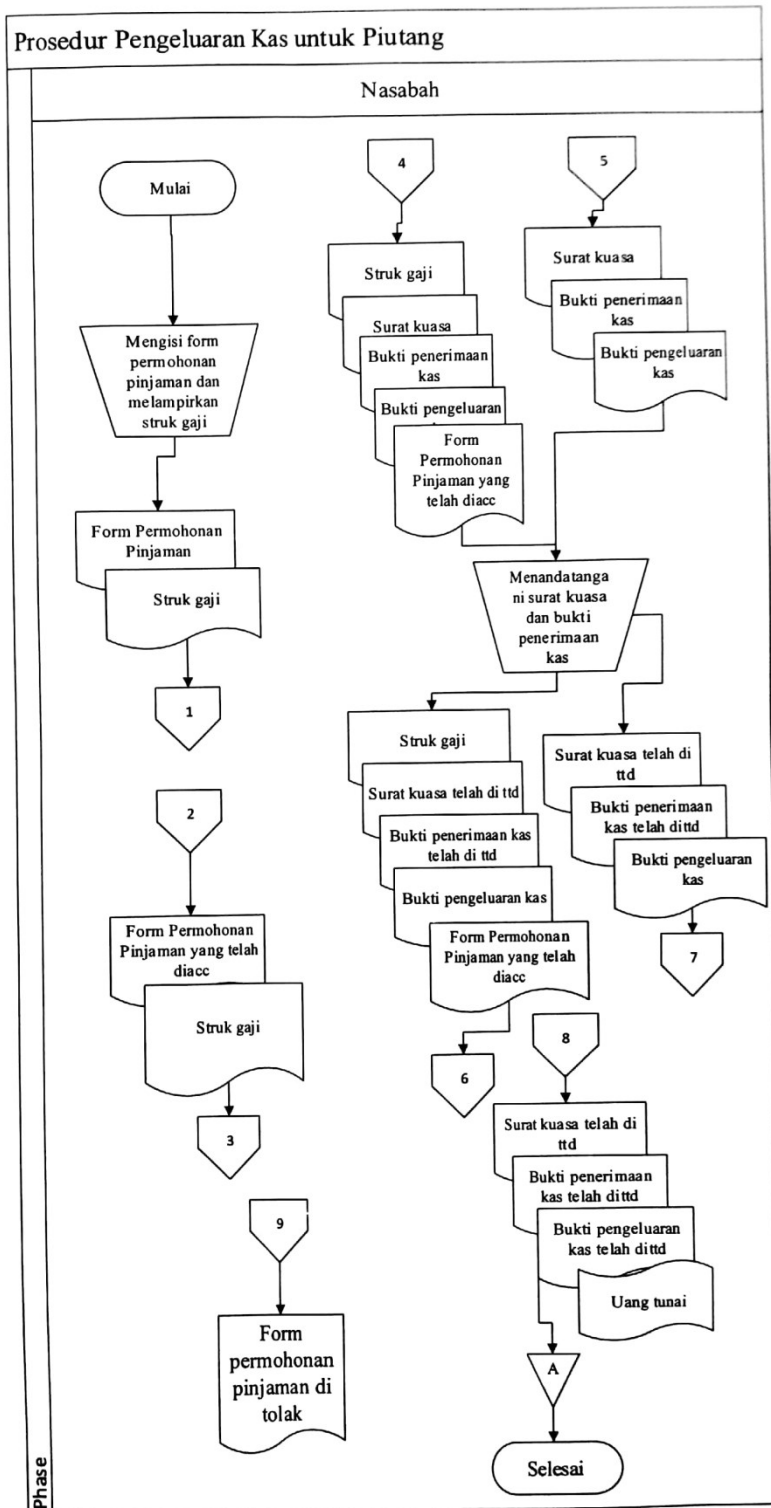 Prosedur Pengeluaran Kas untuk Piutang
Nasabah
Mulai
Mengisi form
permohonan
pinjaman dan
melampirkan
struk gaji
Form Permohonan
Pinjaman
Struk gaji
1
2
Form Permohonan
Pinjaman yang telah
diacc
Struk gaji
3
9
Form
permohonan
pinjaman di
tolak
4
Struk gaji
Surat kuasa
Bukti penerimaan
kas
Bukti pengeluaran
Form
Permohonan
Pinjaman yang
telah diacc
5
Surat kuasa
Bukti penerimaan
kas
Bukti pengeluaran
kas
Menandatanga
ni surat kuasa
dan bukti
penerimaan
kas
Struk gaji
Surat kuasa telah di ttd
Bukti penerimaan kas
telah di ttd
Bukti pengeluaran kas
Form Permohonan
Pinjaman yang telah
diacc
6
Surat kuasa telah di
ttd
Bukti penerimaan
kas telah dittd
Bukti pengeluaran
kas
7
8
Surat kuasa telah di
ttd
Bukti penerimaan
kas telah dittd
Bukti pengeluaran
kas telah dittd
Uang tunai
A
Selesai
Phase